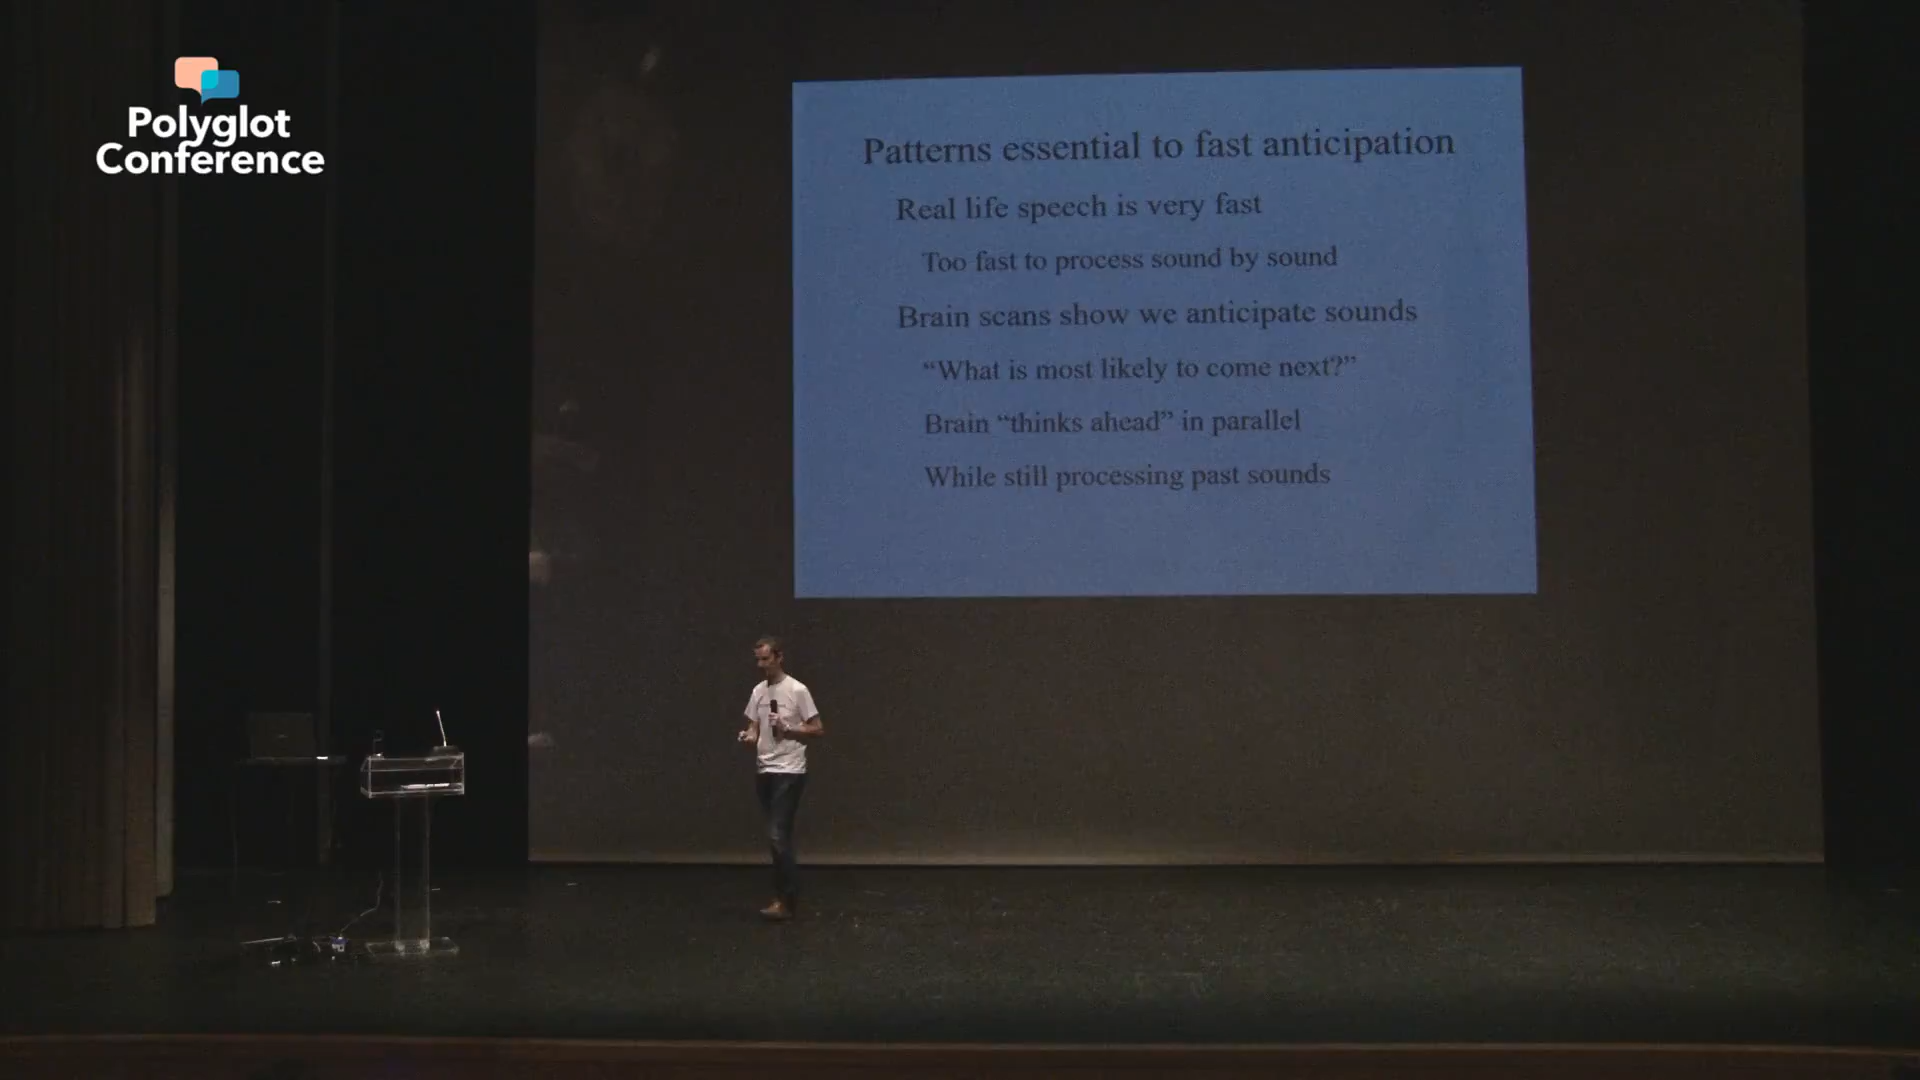 Polyglot
Conference
Patterns essential to fast anticipation
Real life speech is very fast
Too fast to process sound by sound
Brain scans show we anticipate sounds
“What is most likely to come next?”
Brain “thinks ahead” in parallel
While still processing past sounds